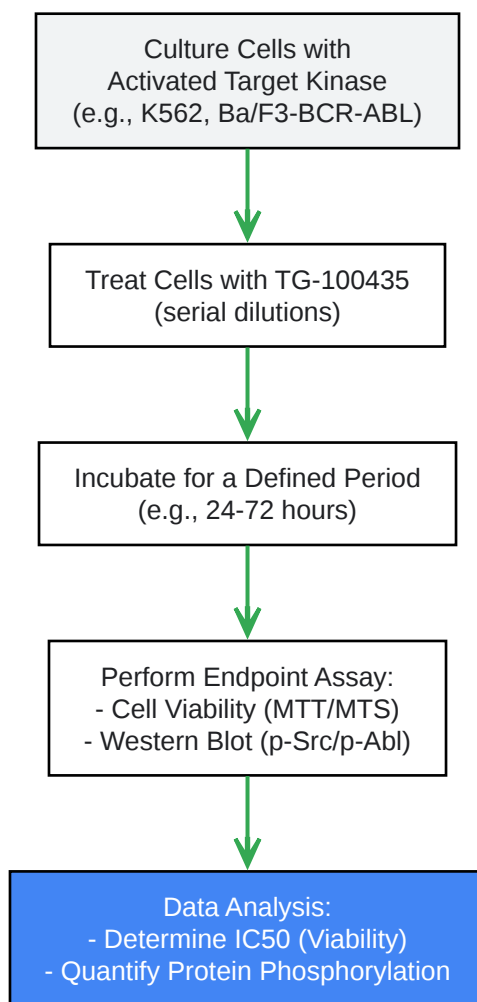 Culture Cells with
Activated Target Kinase
(e.g., K562, Ba/F3-BCR-ABL)
Treat Cells with TG-100435
(serial dilutions)
Incubate for a Defined Period
(e.g., 24-72 hours)
Perform Endpoint Assay:
- Cell Viability (MTT/MTS)
- Western Blot (p-Src/p-Abl)
Data Analysis:
- Determine IC50 (Viability)
- Quantify Protein Phosphorylation